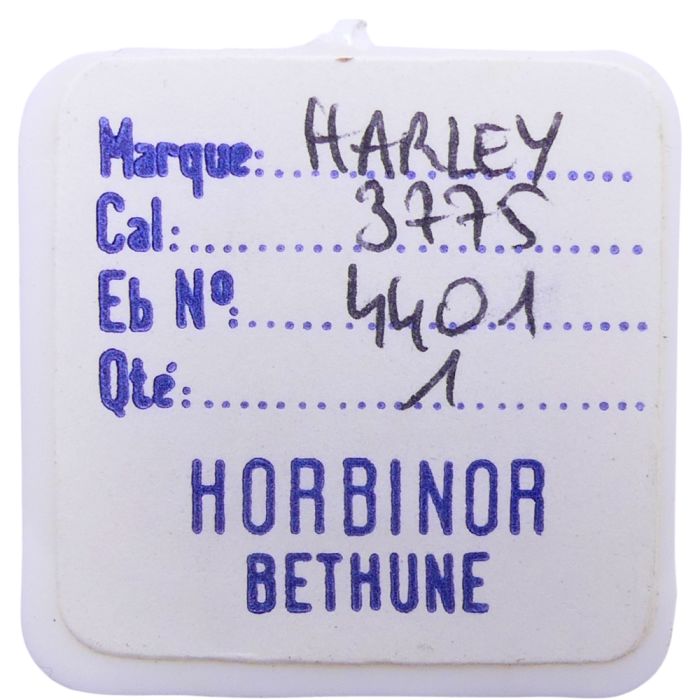 Marque: HARLEY
Cal: 3775
Eb Nº: 4401
Qté: 1
HORBINOR
BETHUNE